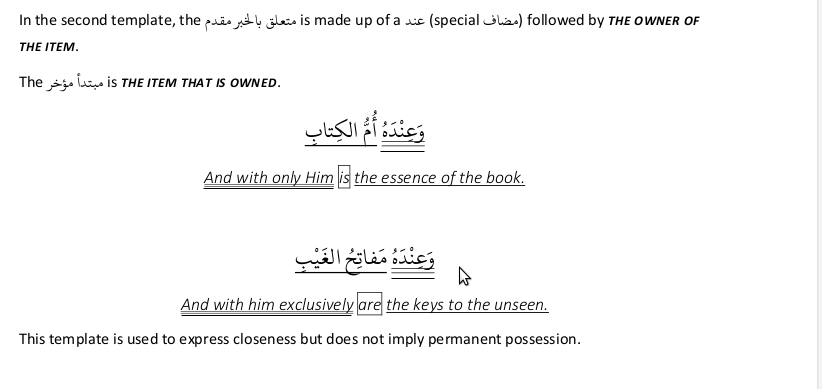 In the second template, the متعلق بالخبر مقدم is made up of a عند (special مضاف) followed by THE OWNER OF
THE ITEM.
The مبتدأ مؤخر is THE ITEM THAT IS OWNED.
وَعِنْدَهُ أُمُّ الكِتابِ
And with only Him is the essence of the book.
وَعِنْدَهُ مَفاتِحُ الغَيْبِ
And with him exclusively are the keys to the unseen.
This template is used to express closeness but does not imply permanent possession.